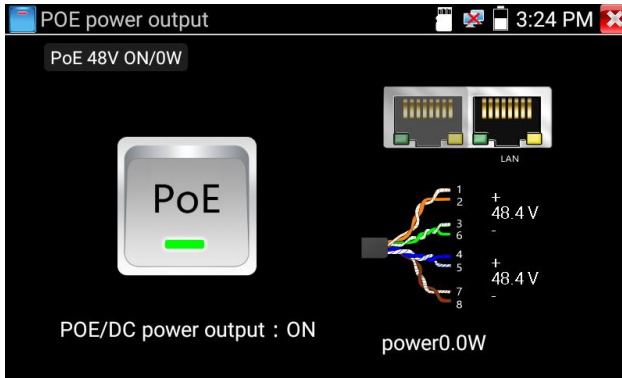 POE power output
3:24 PM
PoE 48V ON/0W
PoE
LAN
1
2
+
48.4 V
3
6
-
4
5
+
48.4 V
7
8
-
POE/DC power output : ON
power0.0W